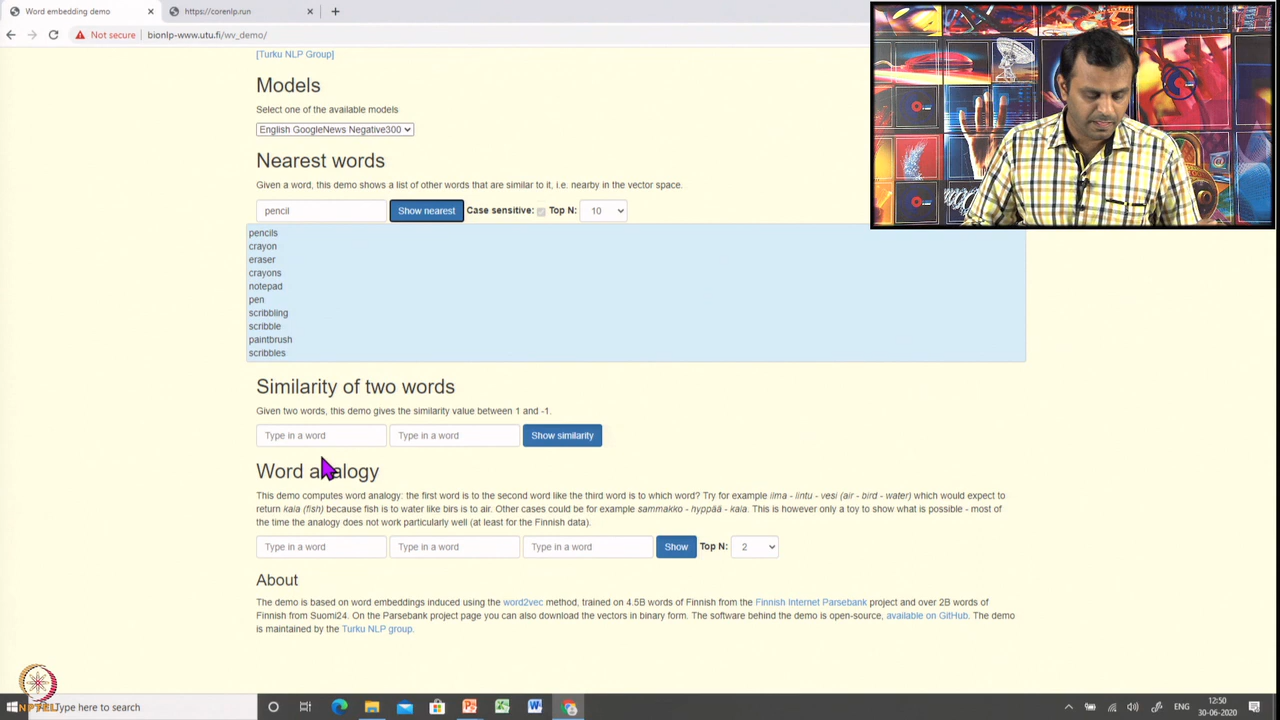 Word embedding demo
https://corenlp.run
Not secure
bionlp-www.utu.fi/wv_demo/
[Turku NLP Group]
Models
Select one of the available models
English GoogleNews Negative300
Nearest words
Given a word, this demo shows a list of other words that are similar to it, i.e. nearby in the vector space.
pencil Show nearest Case sensitive: Top N: 10
pencils
crayon
eraser
crayons
notepad
pen
scribbling
scribble
paintbrush
scribbles
Similarity of two words
Given two words, this demo gives the similarity value between 1 and -1.
Type in a word Type in a word Show similarity
Word analogy
This demo computes word analogy: the first word is to the second word like the third word is to which word? Try for example ilma - lintu - vesi (air - bird - water) which would expect to
return kala (fish) because fish is to water like birs is to air. Other cases could be for example sammakko - hyppää - kala. This is however only a toy to show what is possible - most of
the time the analogy does not work particularly well (at least for the Finnish data).
Type in a word Type in a word Type in a word Show Top N: 2
About
The demo is based on word embeddings induced using the word2vec method, trained on 4.5B words of Finnish from the Finnish Internet Parsebank project and over 2B words of
Finnish from Suomi24. On the Parsebank project page you can also download the vectors in binary form. The software behind the demo is open-source, available on GitHub. The demo
is maintained by the Turku NLP group.
NPTEL
Type here to search
ENG
12:50
30-06-2020